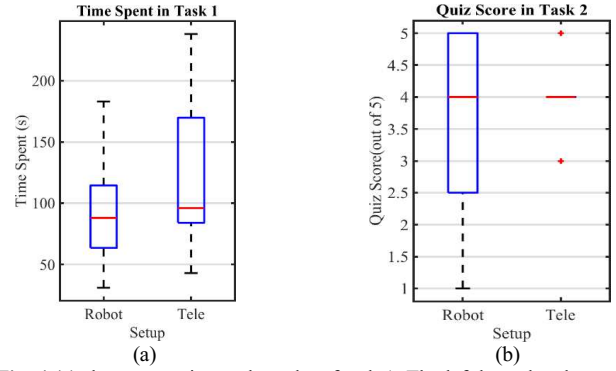 Time Spent in Task 1
Time Spent (s)
200
150
100
50
Robot
Tele
Setup
(a)
Quiz Score in Task 2
Quiz Score(out of 5)
5
4.5
4
3.5
3
2.5
2
1.5
1
Robot
Tele
Setup
(b)